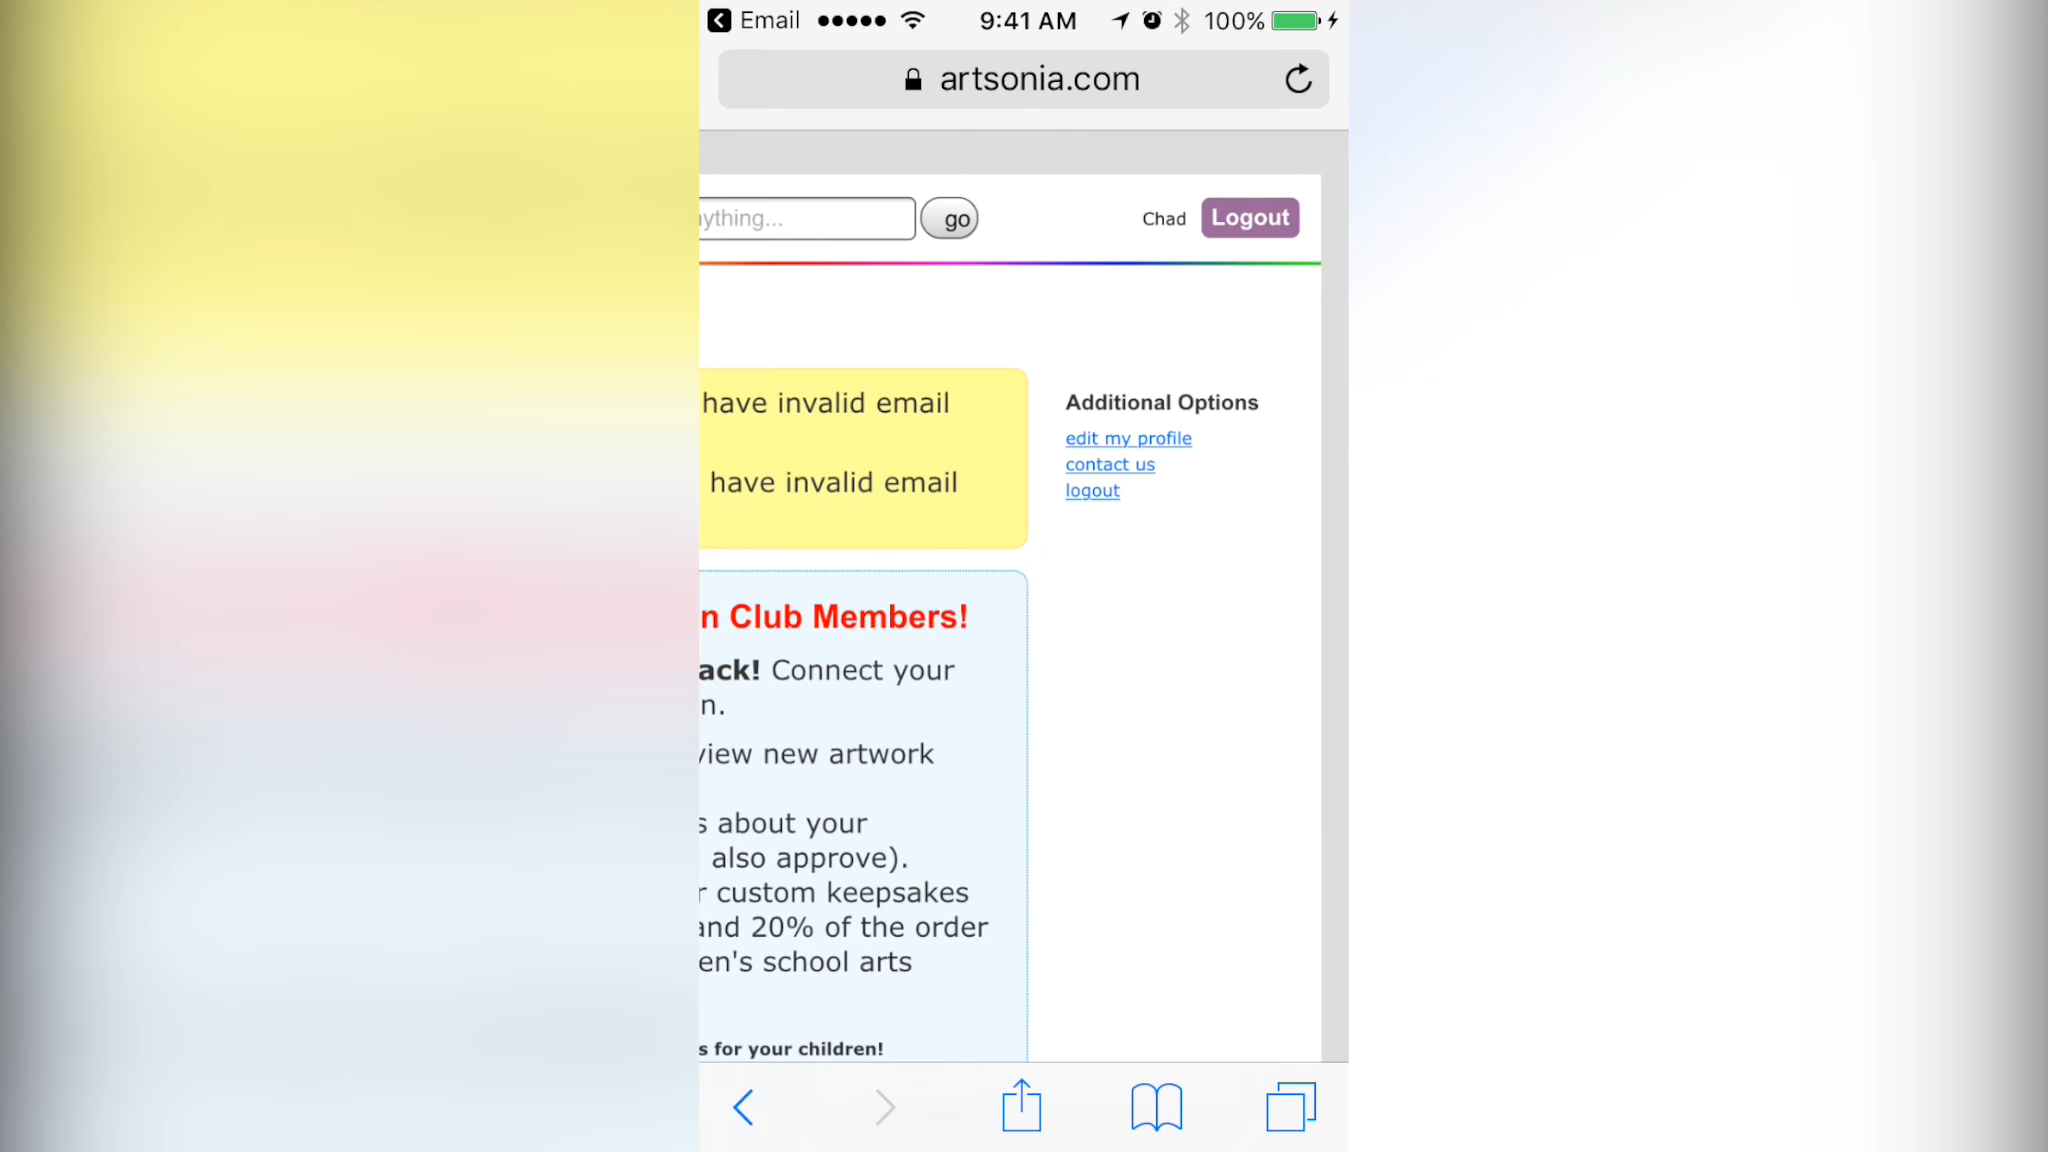 Email 9:41 AM 100%
artsonia.com
ything... go Chad Logout
have invalid email
have invalid email
Additional Options
edit my profile
contact us
logout
n Club Members!
ack! Connect your
n.
view new artwork
s about your
also approve).
r custom keepsakes
and 20% of the order
en's school arts
s for your children!